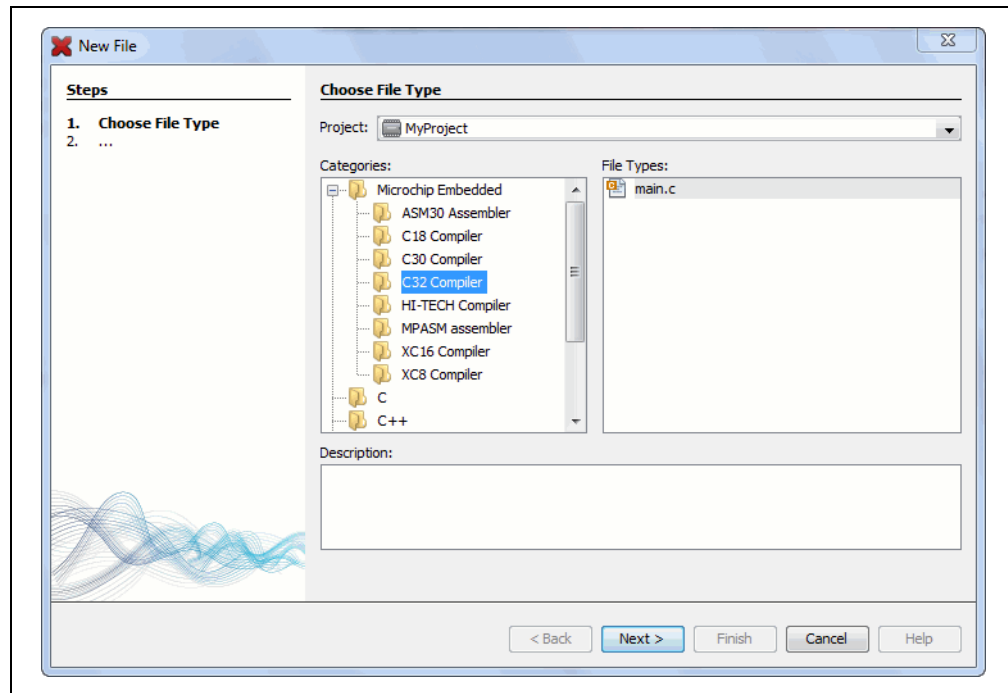 New File
Steps
1. Choose File Type
2. ...
Choose File Type
Project: MyProject
Categories:
Microchip Embedded
ASM30 Assembler
C18 Compiler
C30 Compiler
C32 Compiler
HI-TECH Compiler
MPASM assembler
XC16 Compiler
XC8 Compiler
C
C++
File Types:
main.c
Description:
< Back Next > Finish Cancel Help